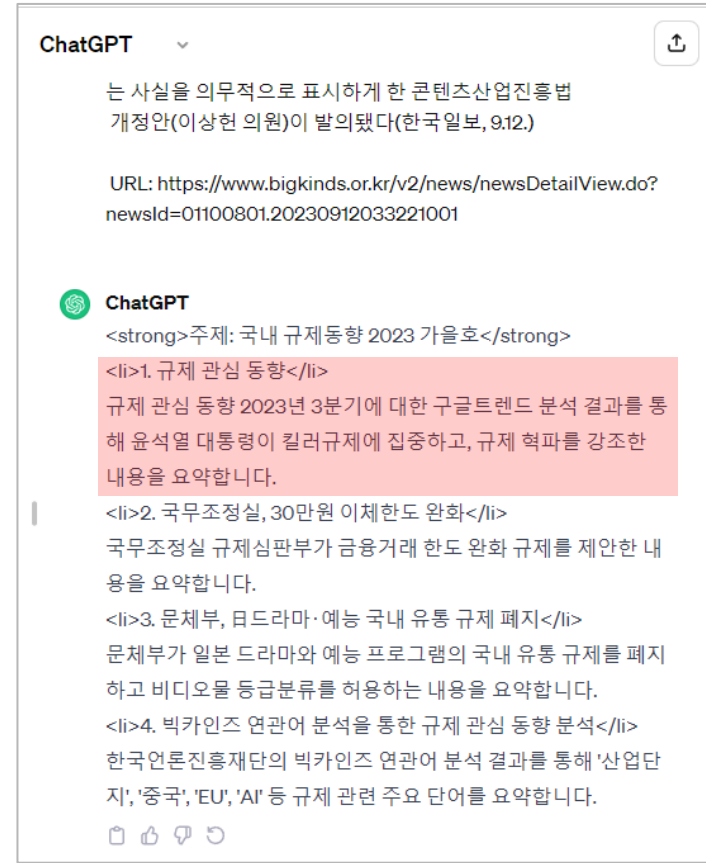 ChatGPT
는 사실을 의무적으로 표시하게 한 콘텐츠산업진흥법
개정안(이상헌 의원)이 발의됐다(한국일보, 9.12.)
URL: https://www.bigkinds.or.kr/v2/news/newsDetailView.do?
newsId=01100801.20230912033221001
ChatGPT
<strong>주제: 국내 규제동향 2023 가을호</strong>
<li>1. 규제 관심 동향</li>
규제 관심 동향 2023년 3분기에 대한 구글트렌드 분석 결과를 통
해 윤석열 대통령이 킬러규제에 집중하고, 규제 혁파를 강조한
내용을 요약합니다.
<li>2. 국무조정실, 30만원 이체한도 완화</li>
국무조정실 규제심판부가 금융거래 한도 완화 규제를 제안한 내
용을 요약합니다.
<li>3. 문체부, 日드라마·예능 국내 유통 규제 폐지</li>
문체부가 일본 드라마와 예능 프로그램의 국내 유통 규제를 폐지
하고 비디오물 등급분류를 허용하는 내용을 요약합니다.
<li>4. 빅카인즈 연관어 분석을 통한 규제 관심 동향 분석</li>
한국언론진흥재단의 빅카인즈 연관어 분석 결과를 통해 '산업단
지', '중국', 'EU', 'AI' 등 규제 관련 주요 단어를 요약합니다.